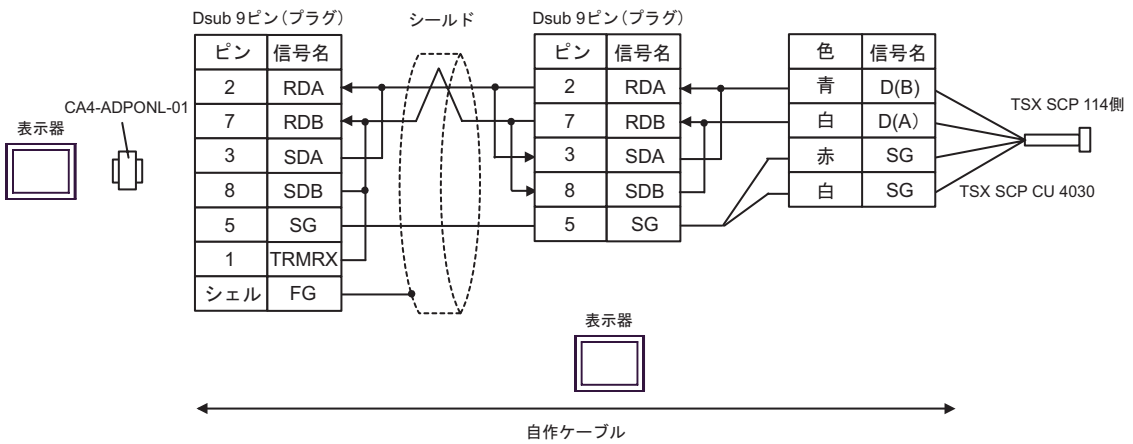 Dsub 9ピン(プラグ)
シールド
Dsub 9ピン(プラグ)
表示器
CA4-ADPONL-01
ピン 信号名
2 RDA
7 RDB
3 SDA
8 SDB
5 SG
1 TRMRX
シェル FG
ピン 信号名
2 RDA
7 RDB
3 SDA
8 SDB
5 SG
色 信号名
青 D(B)
白 D(A)
赤 SG
白 SG
TSX SCP 114側
TSX SCP CU 4030
表示器
自作ケーブル